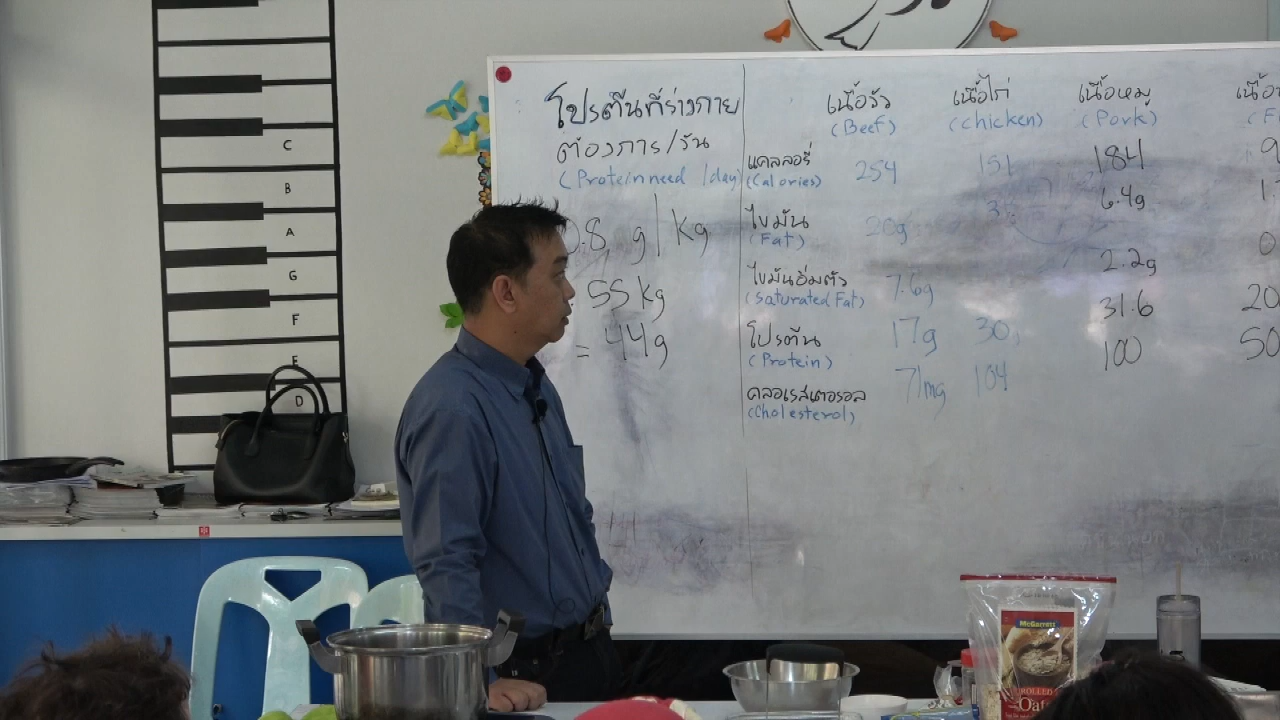 โปรตีนที่ร่างกาย
ต้องการ/วัน
(Protein need /day)
0.8 g/kg
55 kg
= 44g
เนื้อวัว เนื้อไก่ เนื้อหมู
(Beef) (chicken) (Pork)
แคลลอรี่ 254 151 184
(Calories)
6.4g
ไขมัน 20g
(Fat)
2.2g
ไขมันอิ่มตัว 7.6g
(Saturated Fat)
31.6
โปรตีน 17g 30
(Protein)
100
คลอเรสเตอรอล 71mg 104
(Cholesterol)
C
B
A
G
F
E
D
McGarrett
ROLLED
Oats